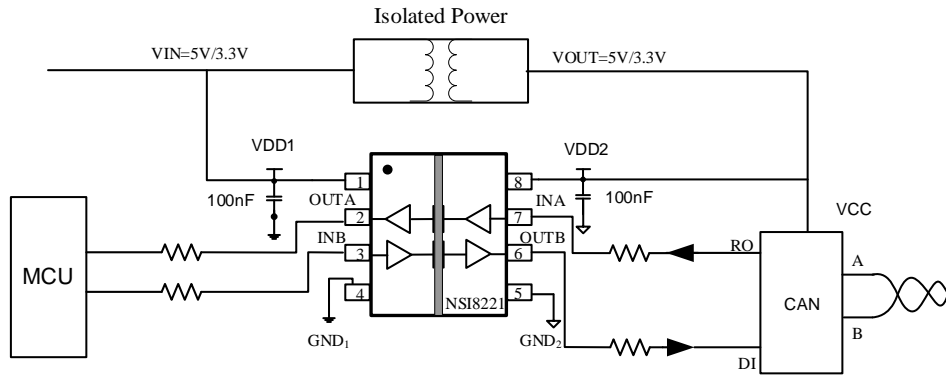 Isolated Power
VIN=5V/3.3V
VOUT=5V/3.3V
VDD1
VDD2
100nF
100nF
1
8
OUTA
INA
VCC
2
7
INB
OUTB
RO
3
6
A
MCU
CAN
4
5
NSI8221
B
GND1
GND2
DI